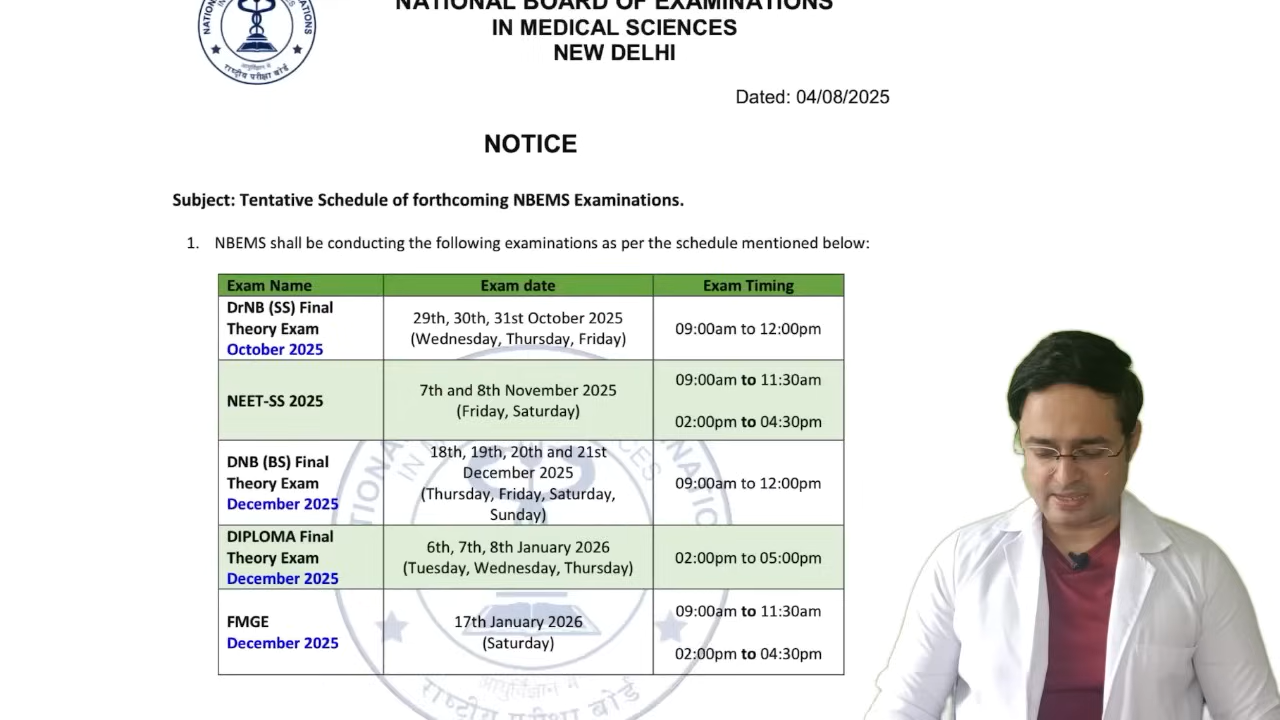 NATIONAL BOARD OF EXAMINATIONS
IN MEDICAL SCIENCES
NEW DELHI
राष्ट्रीय परीक्षा बोर्ड
Dated: 04/08/2025
NOTICE
Subject: Tentative Schedule of forthcoming NBEMS Examinations.
1. NBEMS shall be conducting the following examinations as per the schedule mentioned below:
Exam Name Exam date Exam Timing
DrNB (SS) Final
Theory Exam
October 2025
29th, 30th, 31st October 2025
(Wednesday, Thursday, Friday)
09:00am to 12:00pm
NEET-SS 2025
7th and 8th November 2025
(Friday, Saturday)
09:00am to 11:30am
02:00pm to 04:30pm
DNB (BS) Final
Theory Exam
December 2025
18th, 19th, 20th and 21st
December 2025
(Thursday, Friday, Saturday,
Sunday)
09:00am to 12:00pm
DIPLOMA Final
Theory Exam
December 2025
6th, 7th, 8th January 2026
(Tuesday, Wednesday, Thursday)
02:00pm to 05:00pm
FMGE
December 2025
17th January 2026
(Saturday)
09:00am to 11:30am
02:00pm to 04:30pm
राष्ट्रीय परीक्षा बोर्ड